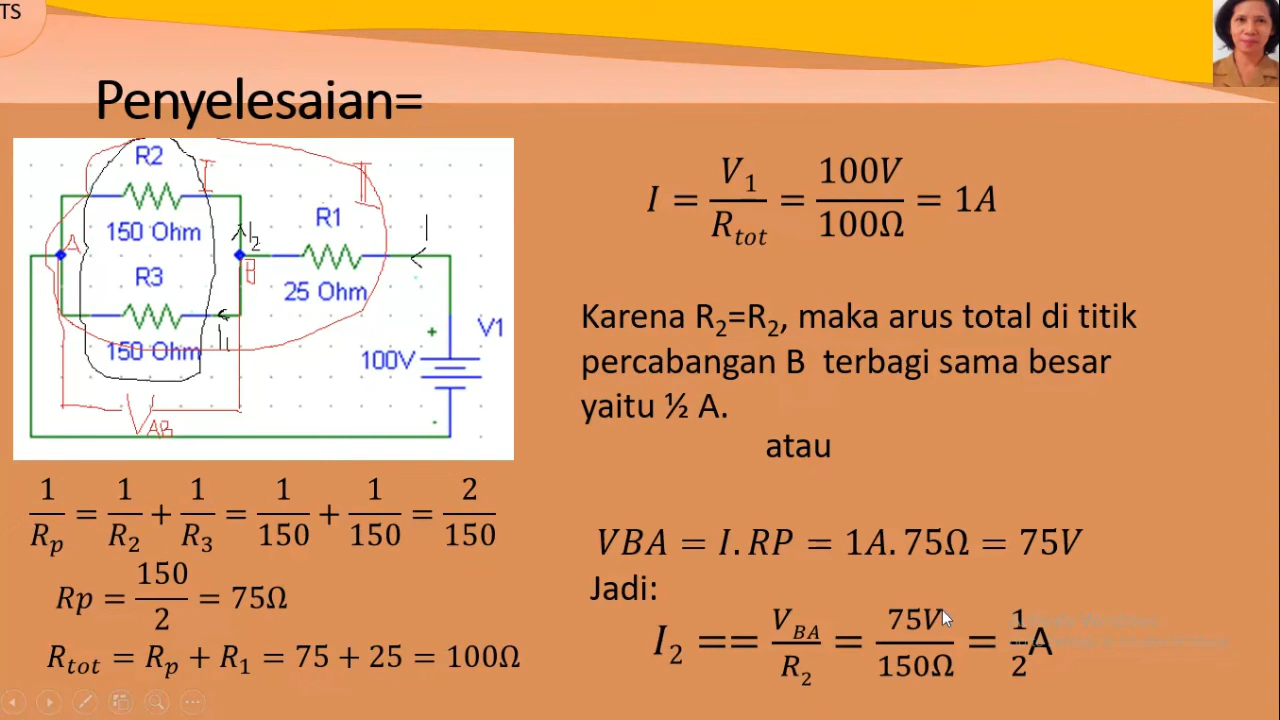 TS
Penyelesaian=
R2
I
II
150 Ohm
R1
I
A
I2
B
R3
25 Ohm
I1
150 Ohm
+
V1
100V
-
VAB
1/Rp = 1/R2 + 1/R3 = 1/150 + 1/150 = 2/150
Rp = 150/2 = 75Ω
Rtot = Rp + R1 = 75 + 25 = 100Ω
I = V1/Rtot = 100V/100Ω = 1A
Karena R2=R2, maka arus total di titik
percabangan B terbagi sama besar
yaitu ½ A.
atau
VBA = I.RP = 1A.75Ω = 75V
Jadi:
I2 == VBA/R2 = 75V/150Ω = 1/2 A